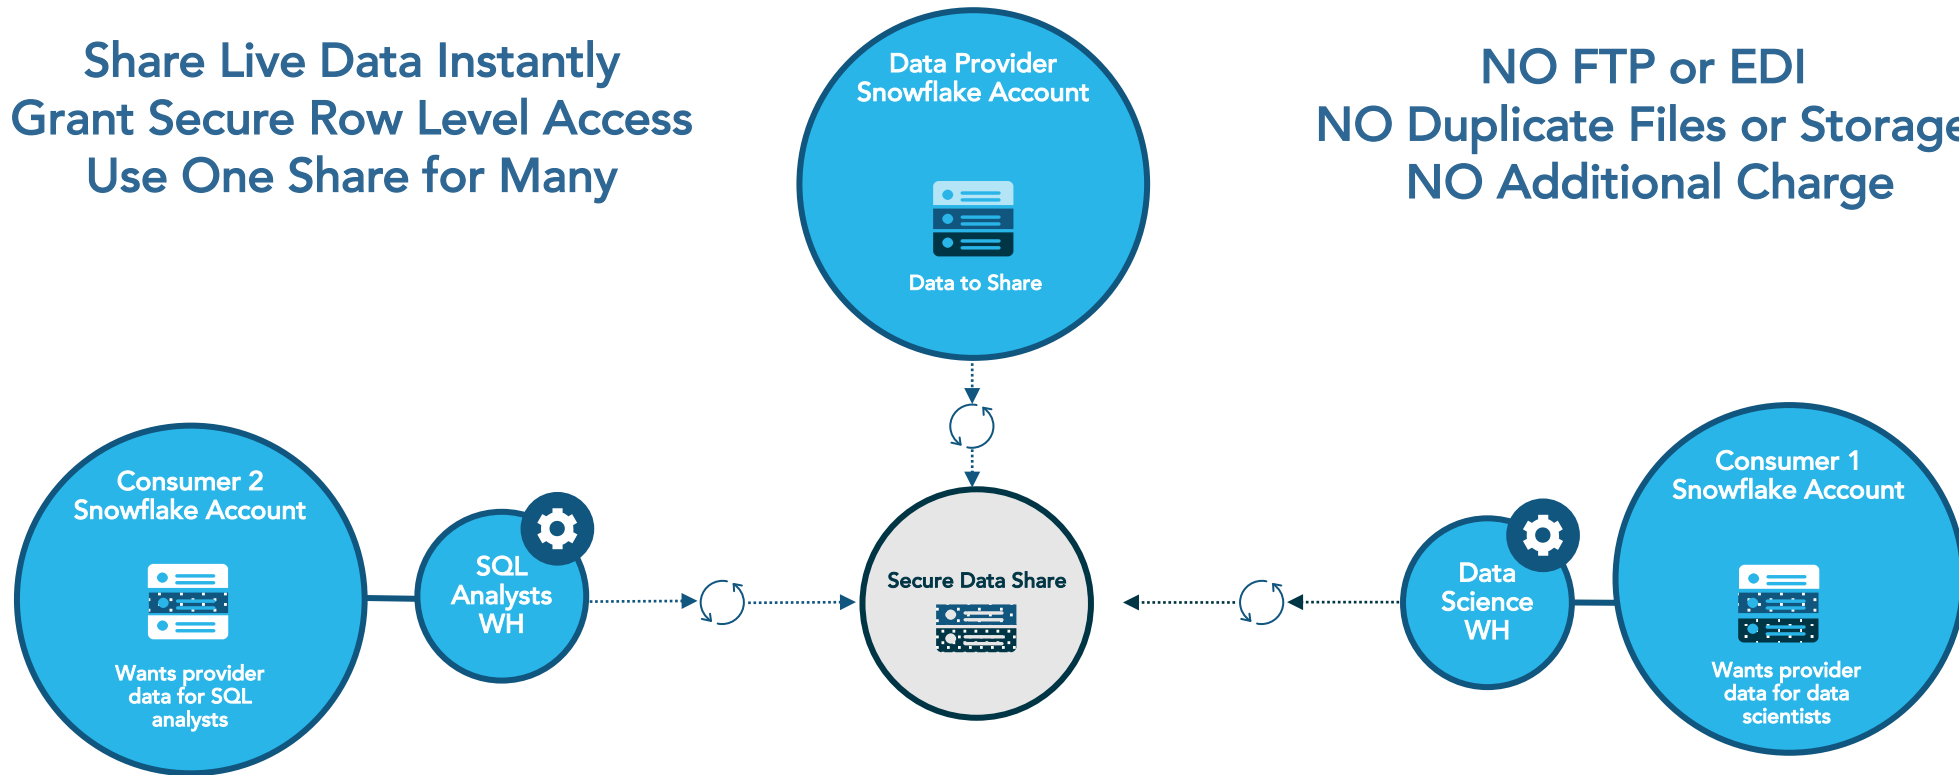 Share Live Data Instantly
Grant Secure Row Level Access
Use One Share for Many
Data Provider
Snowflake Account
Data to Share
NO FTP or EDI
NO Duplicate Files or Storage
NO Additional Charge
Consumer 2
Snowflake Account
Wants provider
data for SQL
analysts
SQL
Analysts
WH
Secure Data Share
Data
Science
WH
Consumer 1
Snowflake Account
Wants provider
data for data
scientists